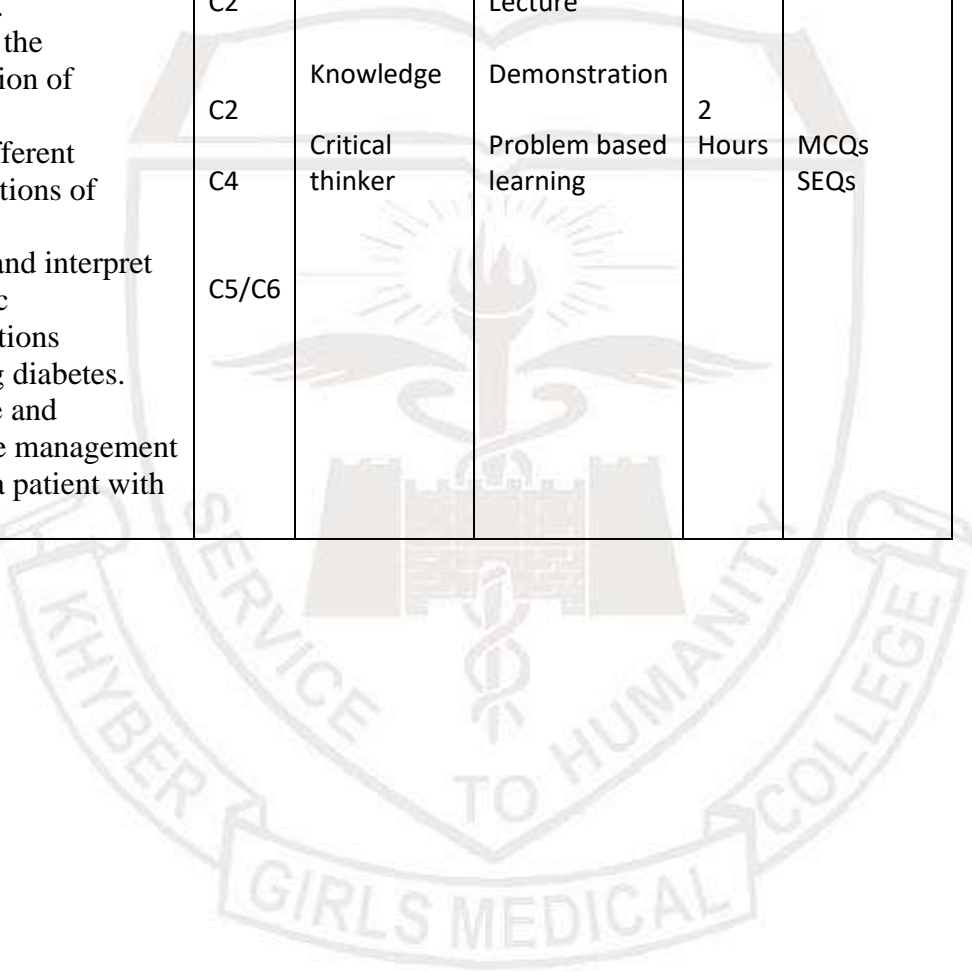 C2
Lecture
the
ion of
Knowledge
Demonstration
C2
2
fferent
Critical
Problem based
Hours
MCQs
tions of
C4
thinker
learning
SEQs
and interpret
c
C5/C6
tions
g diabetes.
e and
e management
a patient with
SERVICE TO HUMANITY
KHYBER GIRLS MEDICAL COLLEGE